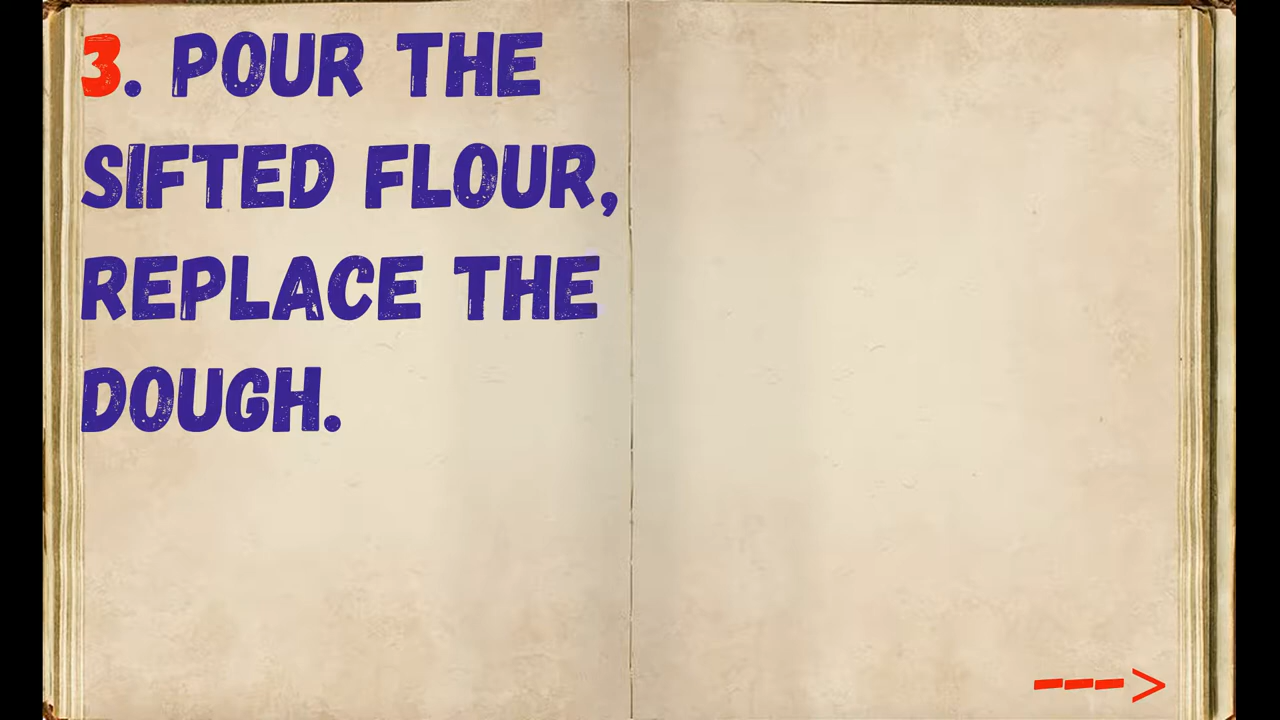 3. POUR THE
SIFTED FLOUR,
REPLACE THE
DOUGH.
--->